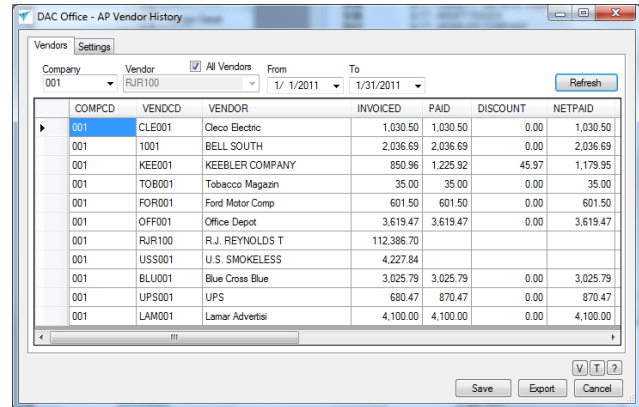 DAC Office - AP Vendor History
Vendors Settings
Company Vendor All Vendors From To
001 RJR100 1/ 1/2011 1/31/2011 Refresh
COMPCD VENDCD VENDOR INVOICED PAID DISCOUNT NETPAID
001 CLE001 Cleco Electric 1,030.50 1,030.50 0.00 1,030.50
001 1001 BELL SOUTH 2,036.69 2,036.69 0.00 2,036.69
001 KEE001 KEEBLER COMPANY 850.96 1,225.92 45.97 1,179.95
001 TOB001 Tobacco Magazin 35.00 35.00 0.00 35.00
001 FOR001 Ford Motor Comp 601.50 601.50 0.00 601.50
001 OFF001 Office Depot 3,619.47 3,619.47 0.00 3,619.47
001 RJR100 R.J. REYNOLDS T 112,386.70
001 USS001 U.S. SMOKELESS 4,227.84
001 BLU001 Blue Cross Blue 3,025.79 3,025.79 0.00 3,025.79
001 UPS001 UPS 680.47 870.47 0.00 870.47
001 LAM001 Lamar Advertisi 4,100.00 4,100.00 0.00 4,100.00
V T ?
Save Export Cancel